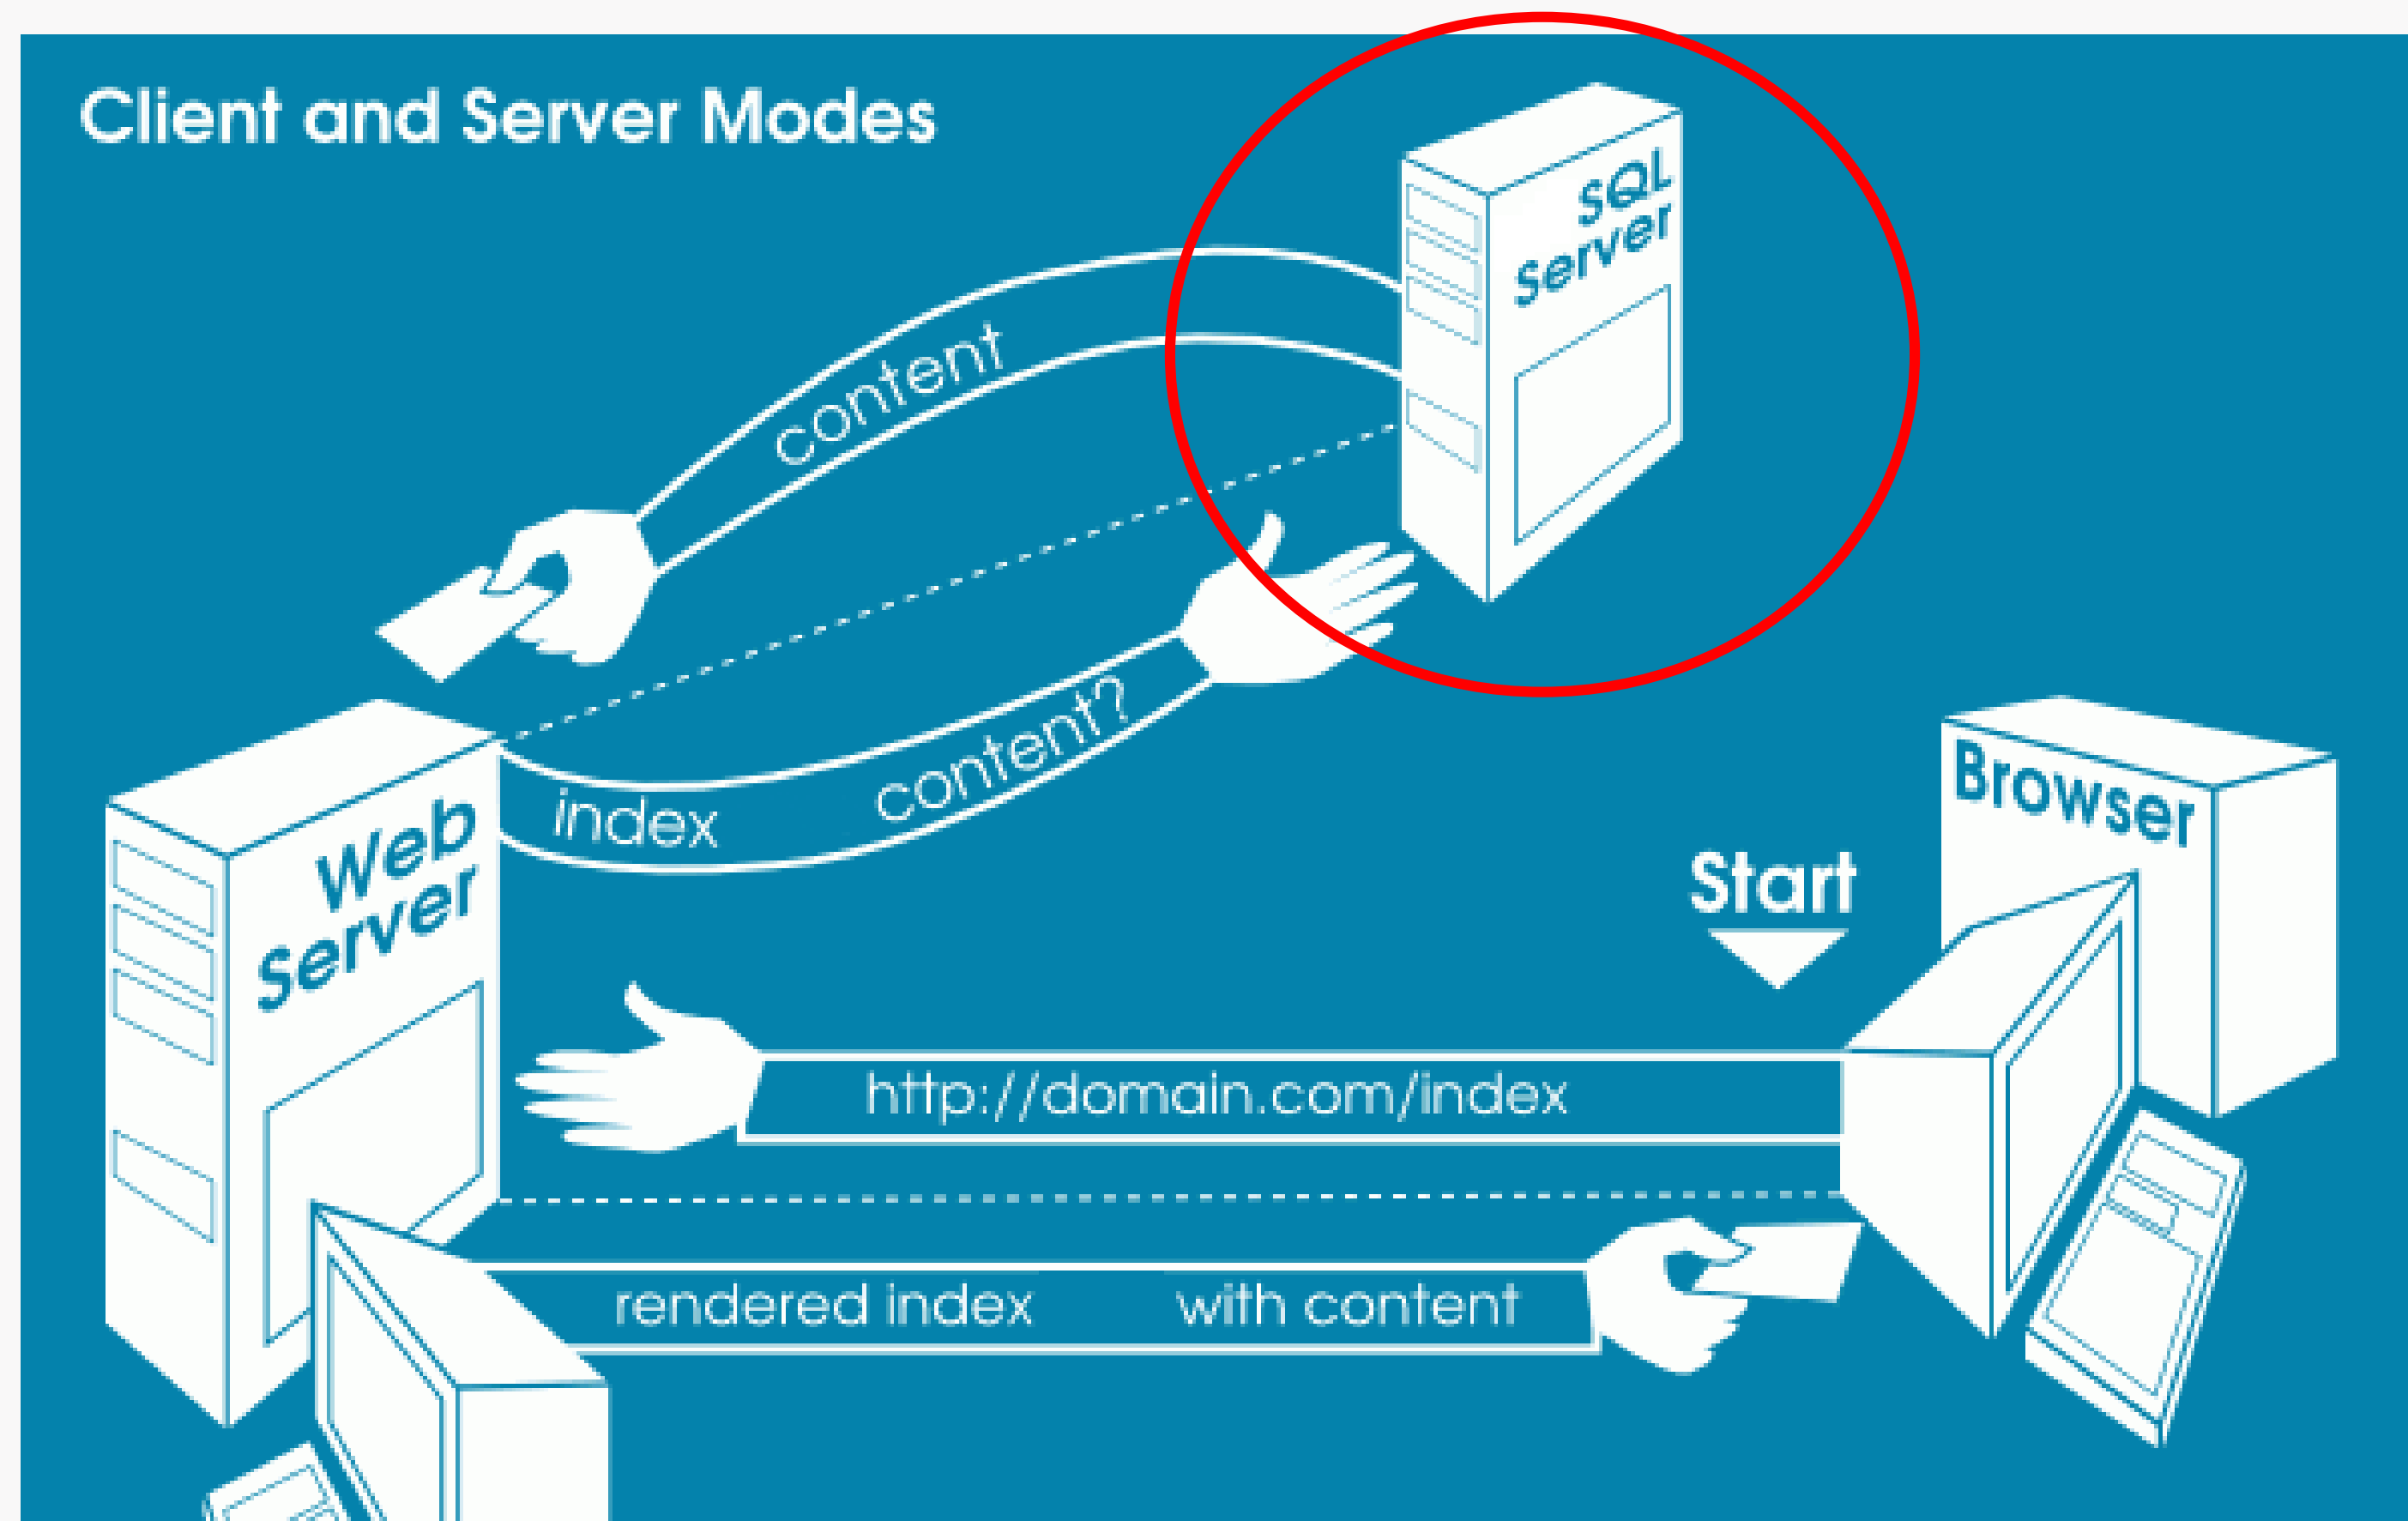 Client and Server Modes
SQL
Server
content
index content?
Web
Server
Browser
Start
http://domain.com/index
rendered index with content